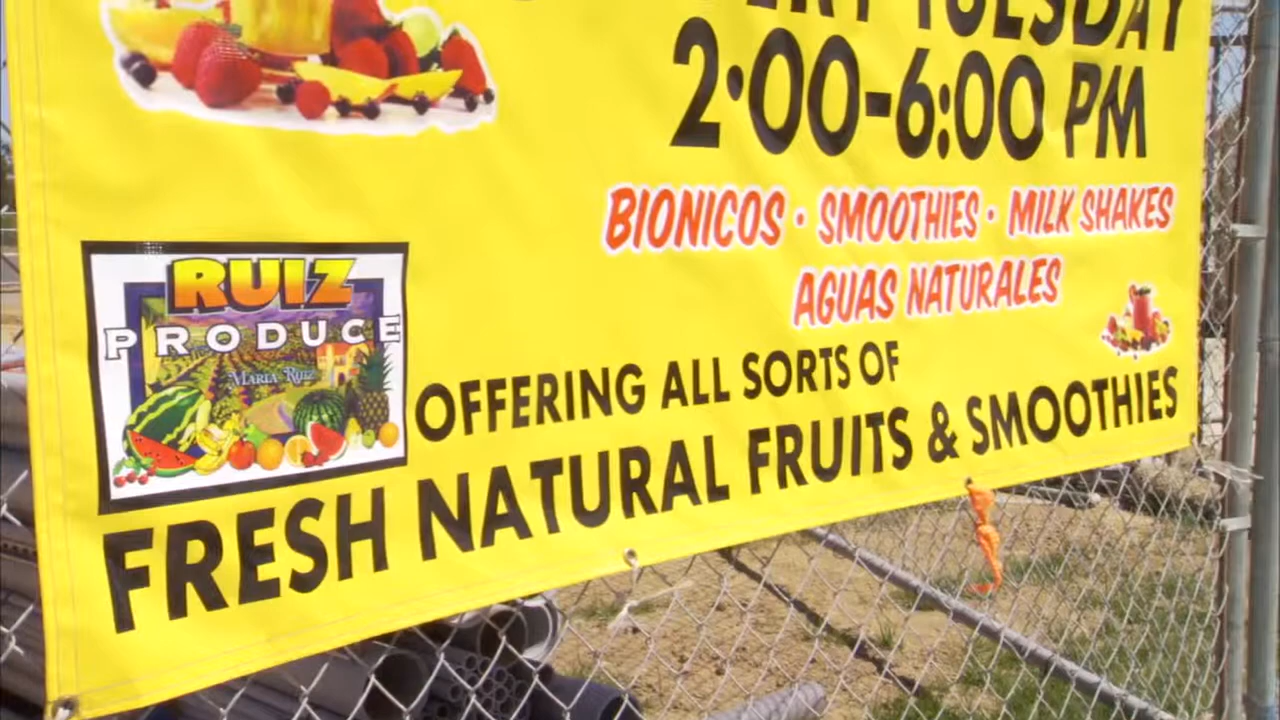 TUESDAY
2:00-6:00 PM
BIONICOS · SMOOTHIES · MILK SHAKES
AGUAS NATURALES
RUIZ
PRODUCE
MARIA RUIZ
OFFERING ALL SORTS OF
FRESH NATURAL FRUITS & SMOOTHIES